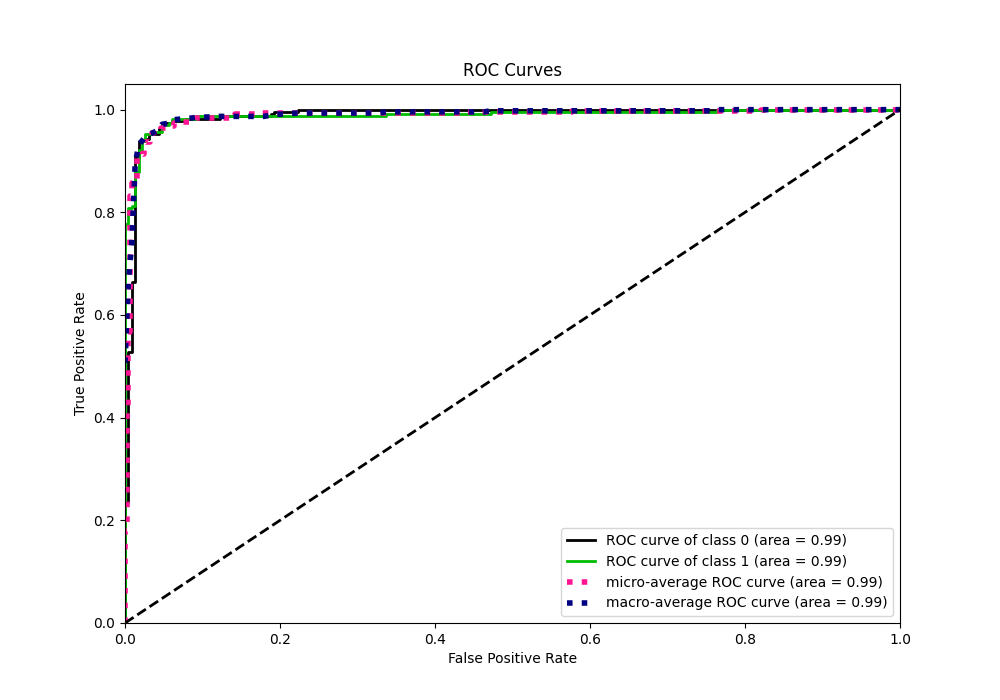 ROC Curves
True Positive Rate
1.0
0.8
0.6
0.4
0.2
0.0
0.0 0.2 0.4 0.6 0.8 1.0
False Positive Rate
ROC curve of class 0 (area = 0.99)
ROC curve of class 1 (area = 0.99)
micro-average ROC curve (area = 0.99)
macro-average ROC curve (area = 0.99)